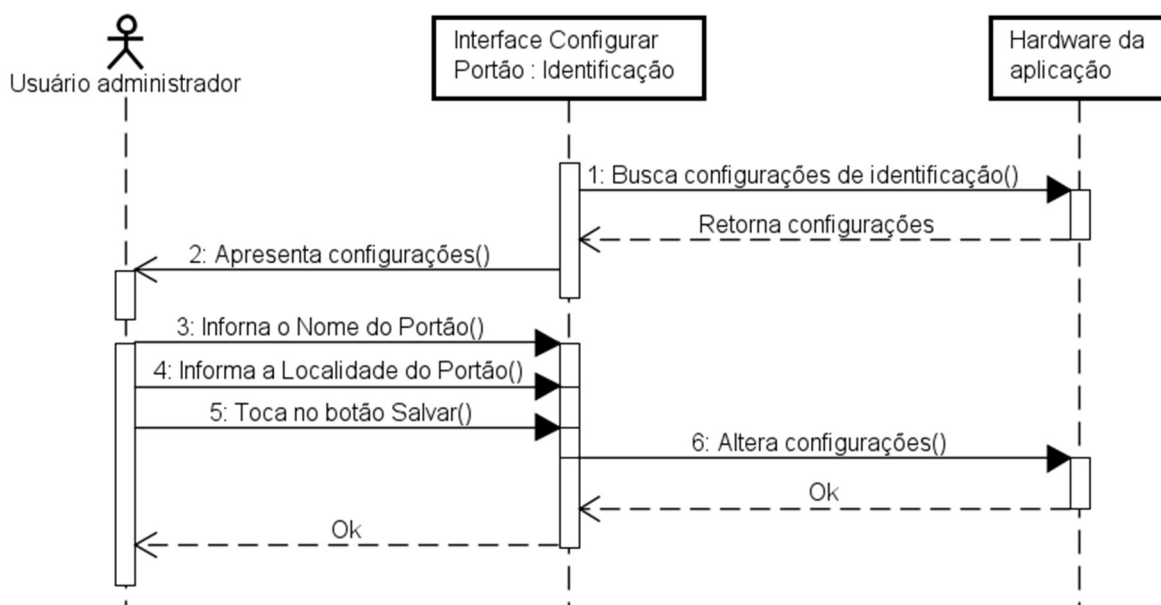 Usuário administrador
Interface Configurar
Portão : Identificação
Hardware da
aplicação
1: Busca configurações de identificação()
Retorna configurações
2: Apresenta configurações()
3: Inforna o Nome do Portão()
4: Informa a Localidade do Portão()
5: Toca no botão Salvar()
6: Altera configurações()
Ok
Ok